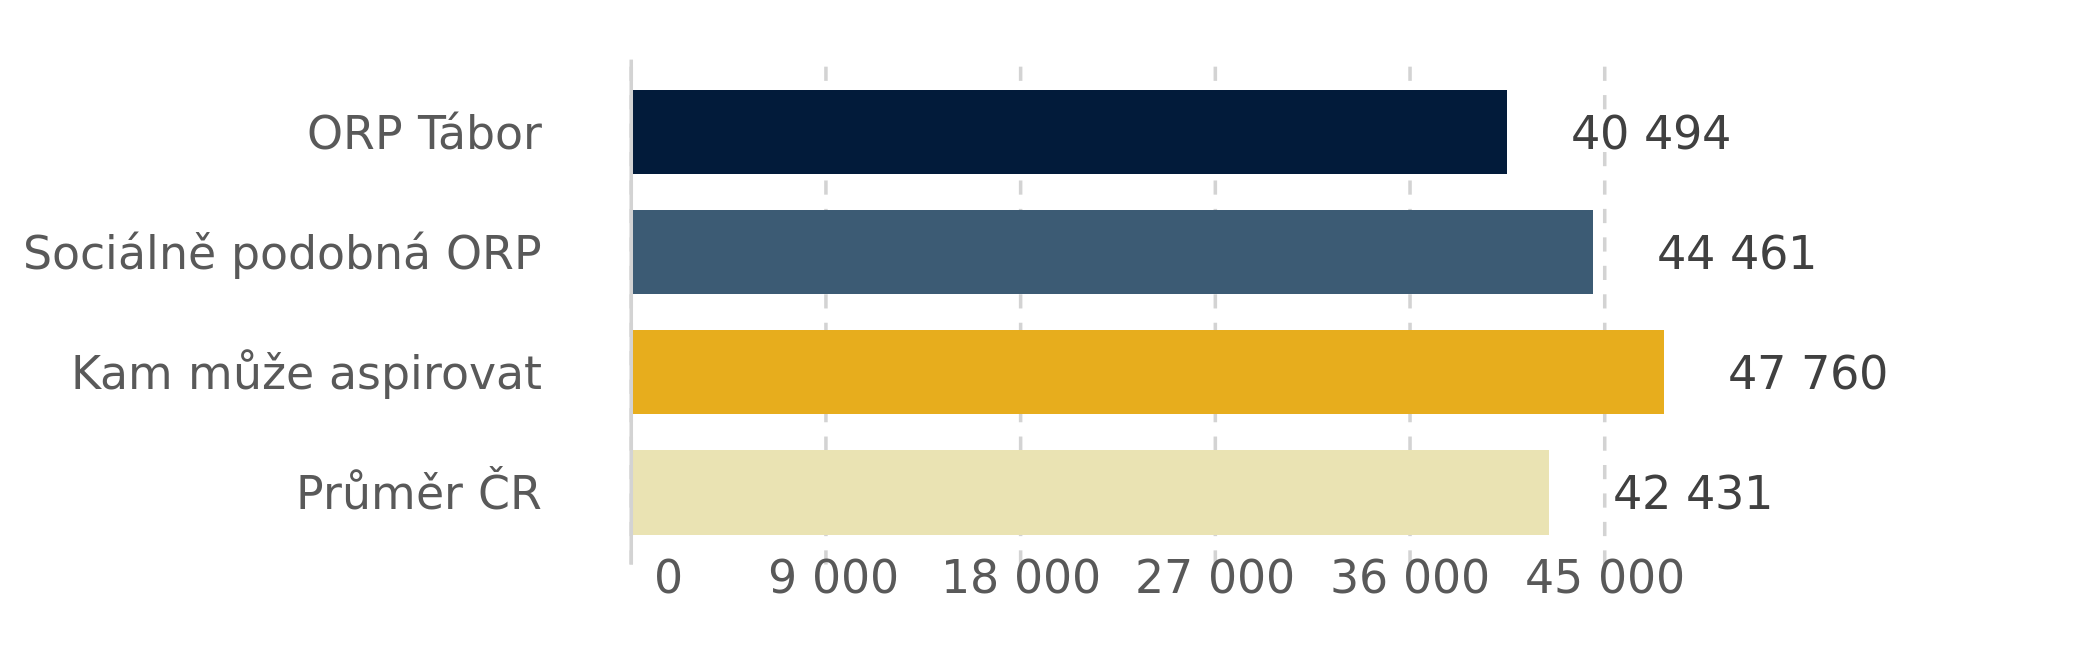 ORP Tábor 40 494
Sociálně podobná ORP 44 461
Kam může aspirovat 47 760
Průměr ČR 42 431
0 9 000 18 000 27 000 36 000 45 000